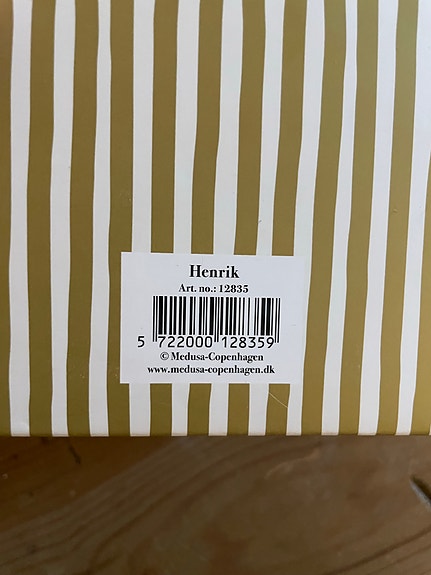 Henrik
Art. no.: 12835
5 722000 128359
© Medusa-Copenhagen
www.medusa-copenhagen.dk